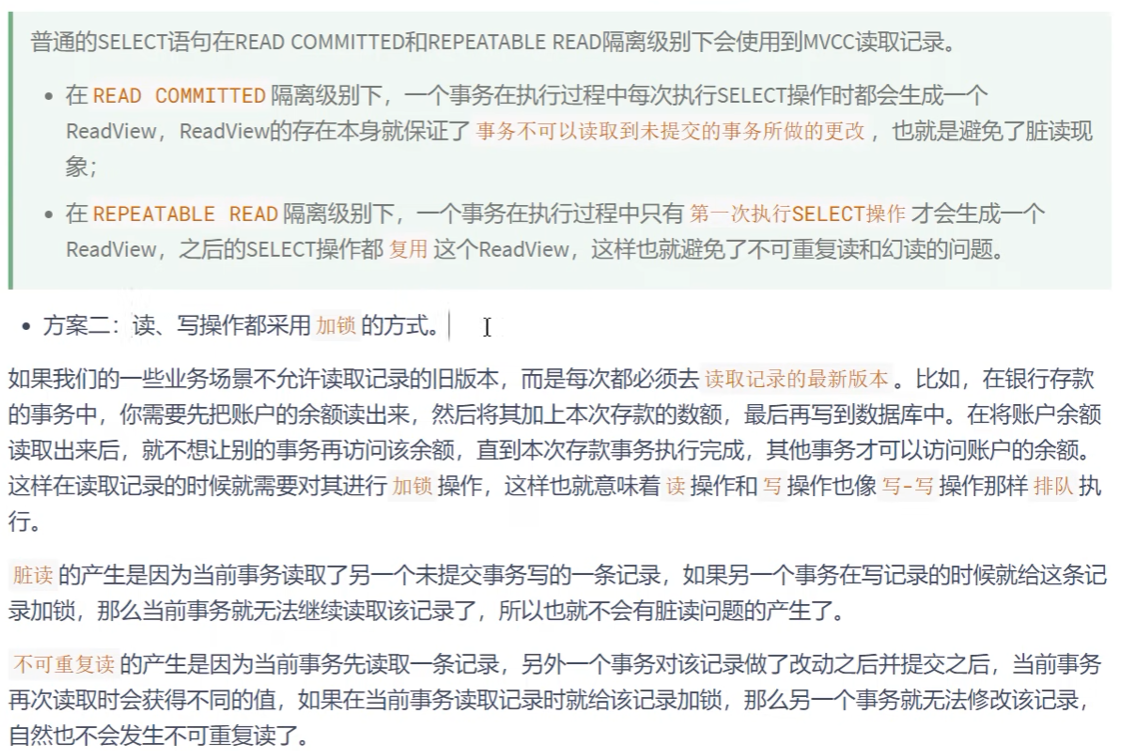 普通的SELECT语句在READ COMMITTED和REPEATABLE READ隔离级别下会使用到MVCC读取记录。
• 在 READ COMMITTED 隔离级别下，一个事务在执行过程中每次执行SELECT操作时都会生成一个
ReadView，ReadView的存在本身就保证了 事务不可以读取到未提交的事务所做的更改 ，也就是避免了脏读现
象；
• 在 REPEATABLE READ 隔离级别下，一个事务在执行过程中只有 第一次执行SELECT操作 才会生成一个
ReadView，之后的SELECT操作都 复用 这个ReadView，这样也就避免了不可重复读和幻读的问题。
• 方案二：读、写操作都采用 加锁 的方式。
如果我们的一些业务场景不允许读取记录的旧版本，而是每次都必须去 读取记录的最新版本 。比如，在银行存款
的事务中，你需要先把账户的余额读出来，然后将其加上本次存款的数额，最后再写到数据库中。在将账户余额
读取出来后，就不想让别的事务再访问该余额，直到本次存款事务执行完成，其他事务才可以访问账户的余额。
这样在读取记录的时候就需要对其进行 加锁 操作，这样也就意味着 读 操作和 写 操作也像 写-写 操作那样 排队 执
行。
脏读 的产生是因为当前事务读取了另一个未提交事务写的一条记录，如果另一个事务在写记录的时候就给这条记
录加锁，那么当前事务就无法继续读取该记录了，所以也就不会有脏读问题的产生了。
不可重复读 的产生是因为当前事务先读取一条记录，另外一个事务对该记录做了改动之后并提交之后，当前事务
再次读取时会获得不同的值，如果在当前事务读取记录时就给该记录加锁，那么另一个事务就无法修改该记录，
自然也不会发生不可重复读了。